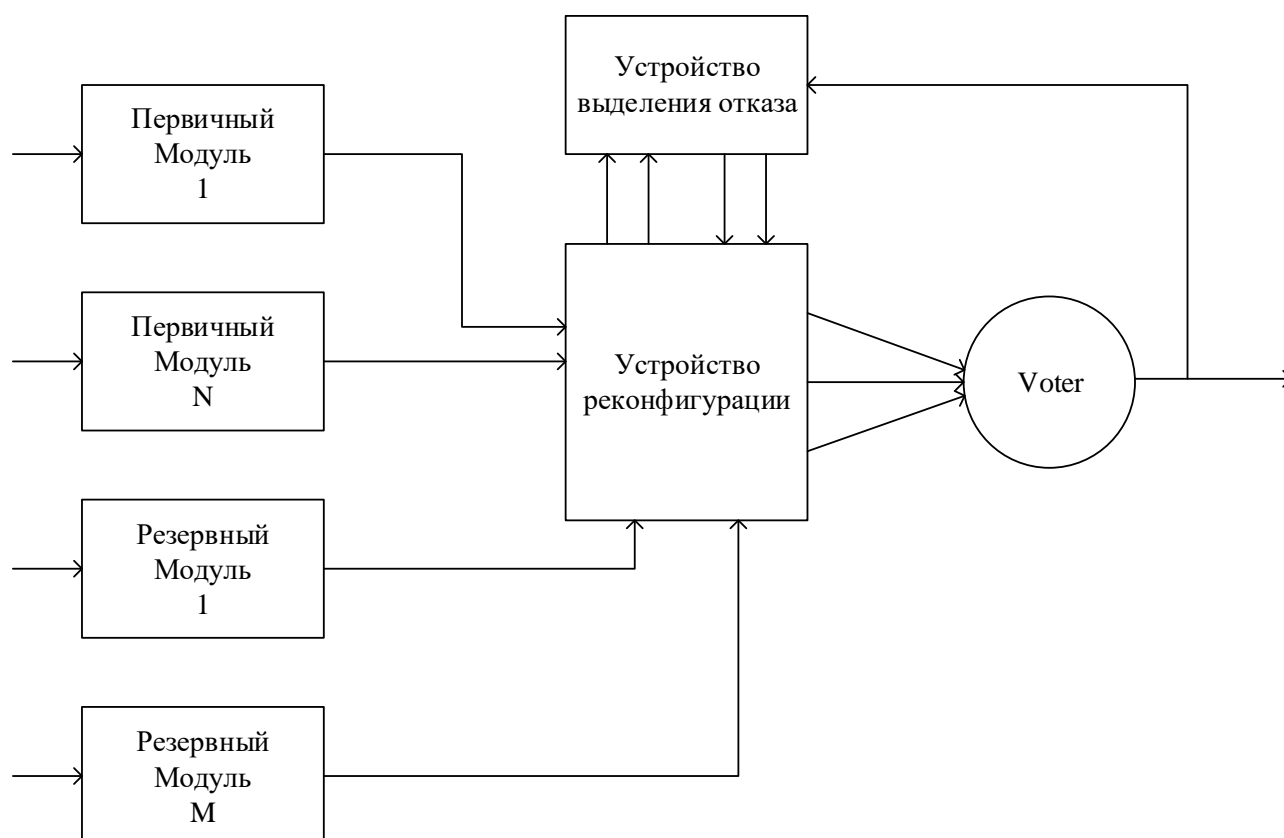 Первичный
Модуль
1
Первичный
Модуль
N
Резервный
Модуль
1
Резервный
Модуль
M
Устройство
выделения отказа
Устройство
реконфигурации
Voter